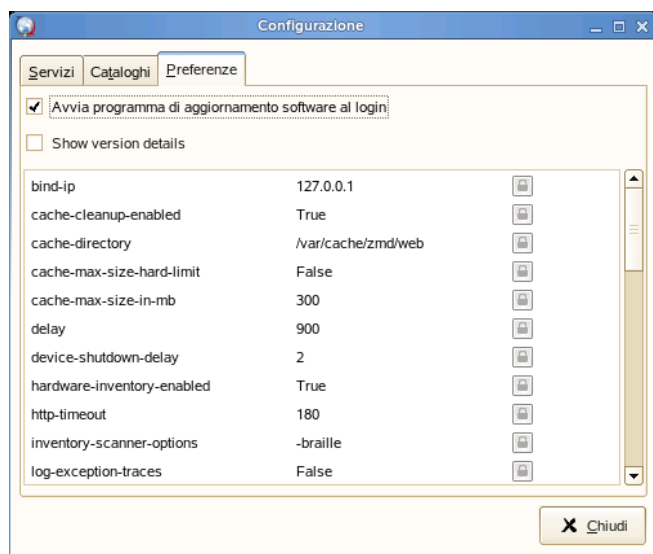 Configurazione
Servizi Cataloghi Preferenze
Avvia programma di aggiornamento software al login
Show version details
bind-ip 127.0.0.1
cache-cleanup-enabled True
cache-directory /var/cache/zmd/web
cache-max-size-hard-limit False
cache-max-size-in-mb 300
delay 900
device-shutdown-delay 2
hardware-inventory-enabled True
http-timeout 180
inventory-scanner-options -braille
log-exception-traces False
Chiudi